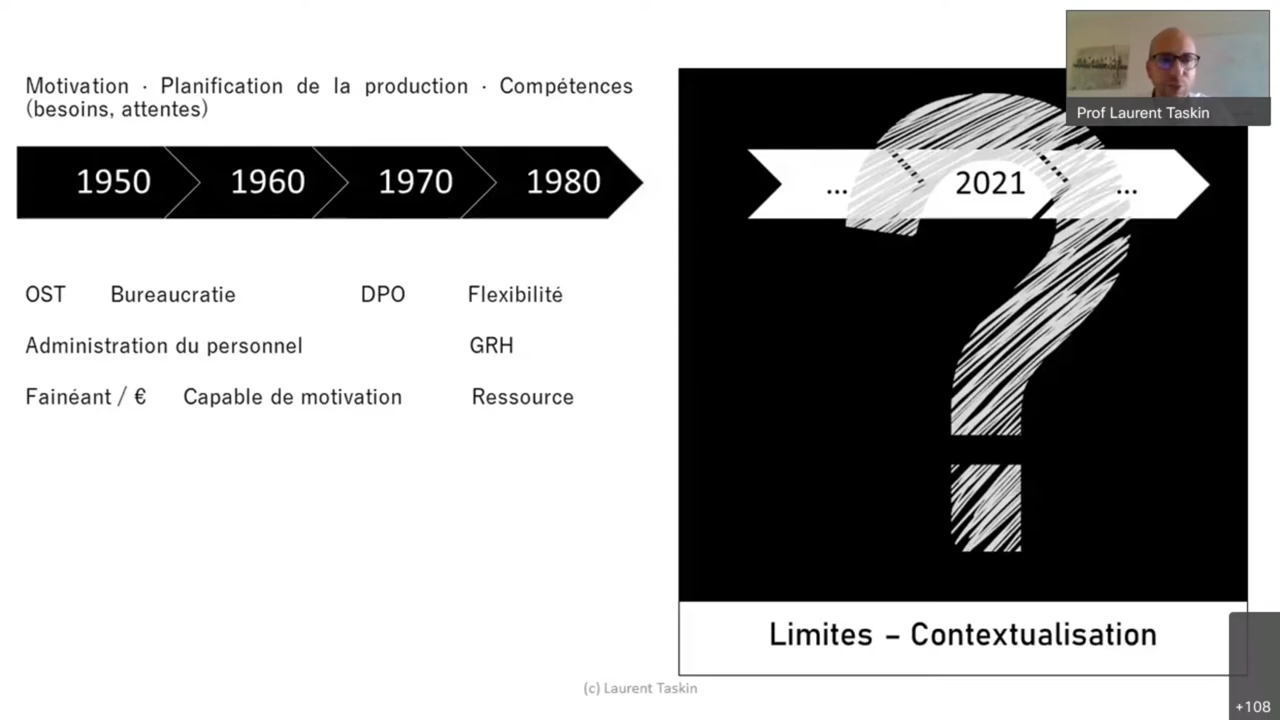 Motivation · Planification de la production · Compétences
(besoins, attentes)
1950 1960 1970 1980
OST Bureaucratie DPO Flexibilité
Administration du personnel GRH
Fainéant / € Capable de motivation Ressource
Prof Laurent Taskin
... 2021 ...
Limites – Contextualisation
(c) Laurent Taskin
+108